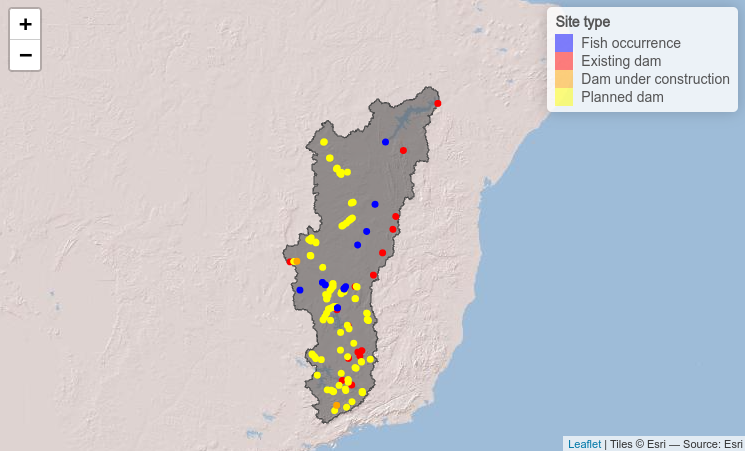 +
−
Site type
Fish occurrence
Existing dam
Dam under construction
Planned dam
Leaflet | Tiles © Esri — Source: Esri